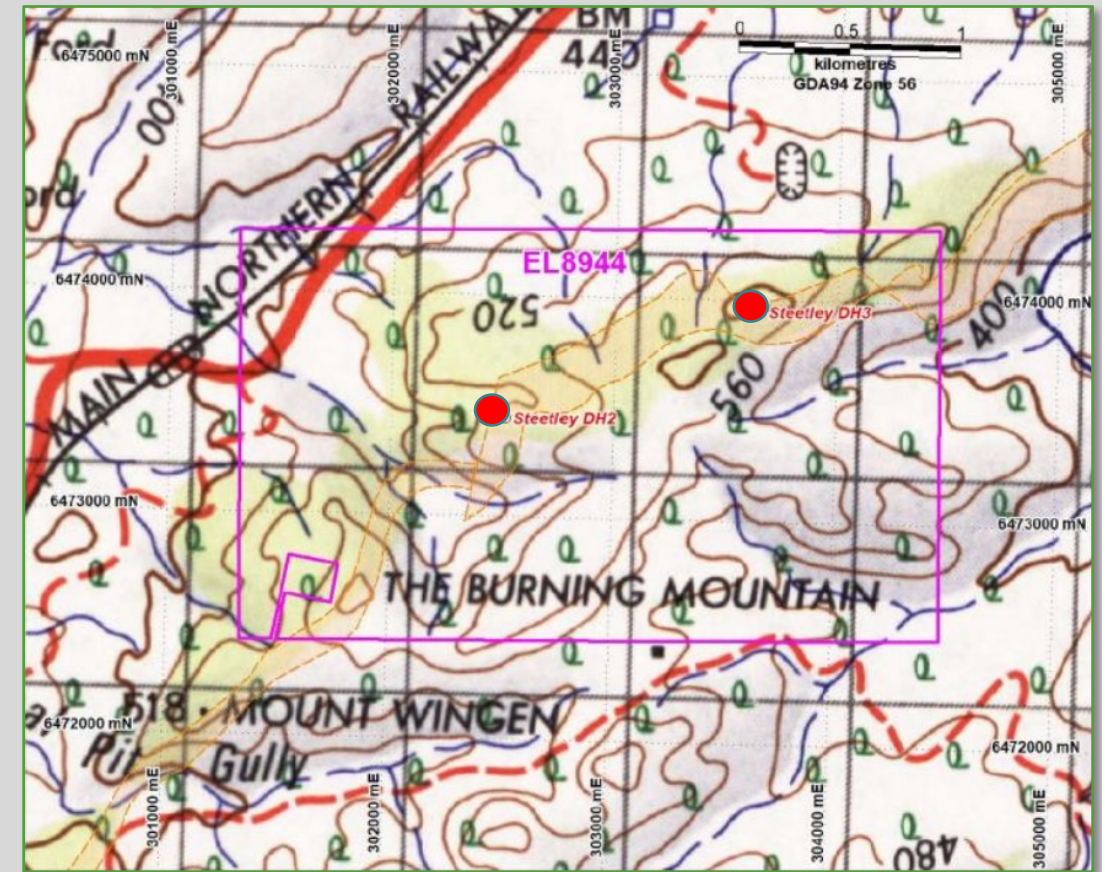 BM
440
Ford
6475000 mN
301000 mE
302000 mE
303000 mE
305000 mE
0 0.5 1
kilometres
GDA94 Zone 56
RAILWA
NORTHERN
MAIN
ord
EL8944
6474000 mN
6474000 mN
520
Steetley DH3
400
560
Steetley DH2
6473000 mN
6473000 mN
THE BURNING MOUNTAIN
518 · MOUNT WINGEN
6472000 mN
6472000 mN
Pit Gully
301000 mE
302000 mE
303000 mE
304000 mE
305000 mE
480